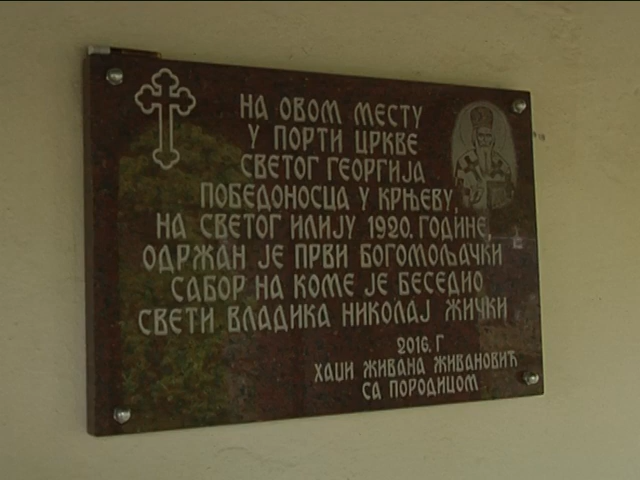 НА ОВОМ МЕСТУ
У ПОРТИ ЦРКВЕ
СВЕТОГ ГЕОРГИЈА
ПОБЕДОНОСЦА У КРЊЕВУ,
НА СВЕТОГ ИЛИЈУ 1920. ГОДИНЕ,
ОДРЖАН ЈЕ ПРВИ БОГОМОЉАЧКИ
САБОР НА КОМЕ ЈЕ БЕСЕДИО
СВЕТИ ВЛАДИКА НИКОЛАЈ ЖИЧКИ
2016. Г
ХАЏИ ЖИВАНА ЖИВАНОВИЋ
СА ПОРОДИЦОМ